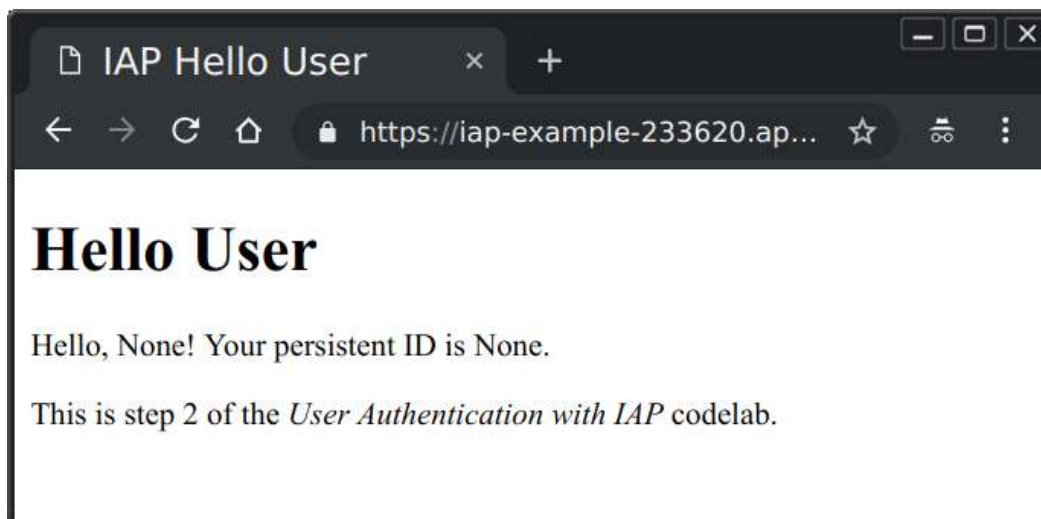 IAP Hello User
https://iap-example-233620.ap...
Hello User
Hello, None! Your persistent ID is None.
This is step 2 of the User Authentication with IAP codelab.